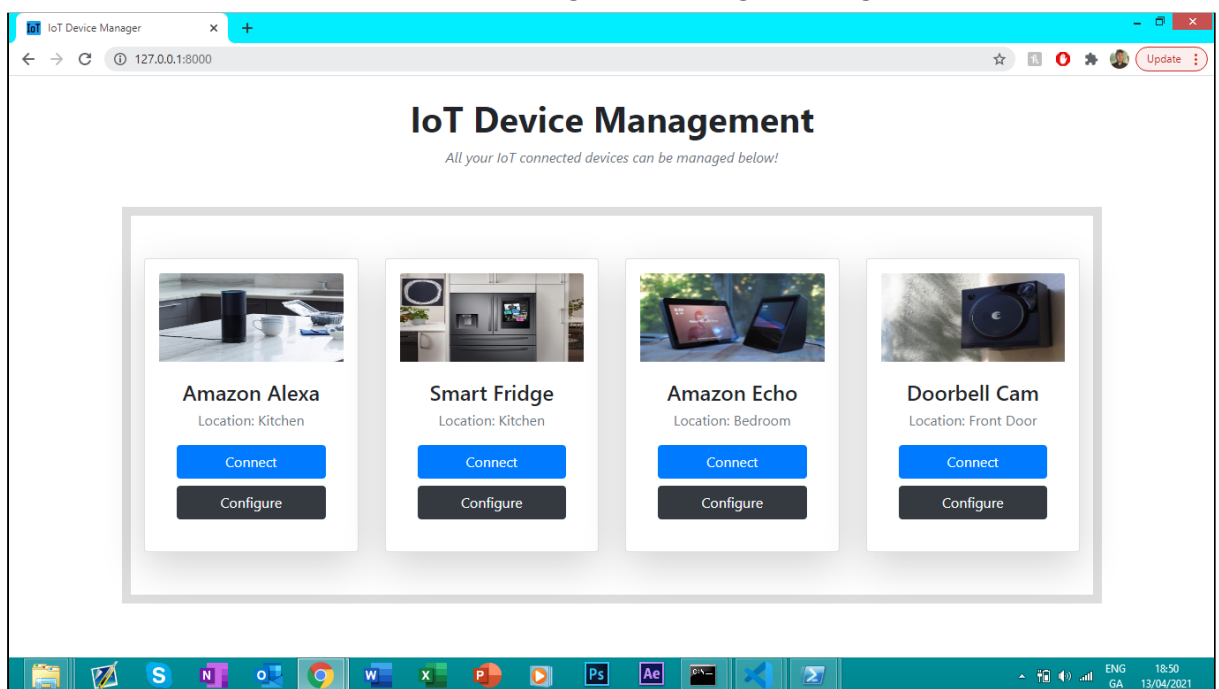 IoT IoT Device Manager
127.0.0.1:8000
Update
IoT Device Management
All your IoT connected devices can be managed below!
Amazon Alexa
Location: Kitchen
Connect
Configure
Smart Fridge
Location: Kitchen
Connect
Configure
Amazon Echo
Location: Bedroom
Connect
Configure
Doorbell Cam
Location: Front Door
Connect
Configure
ENG 18:50
GA 13/04/2021